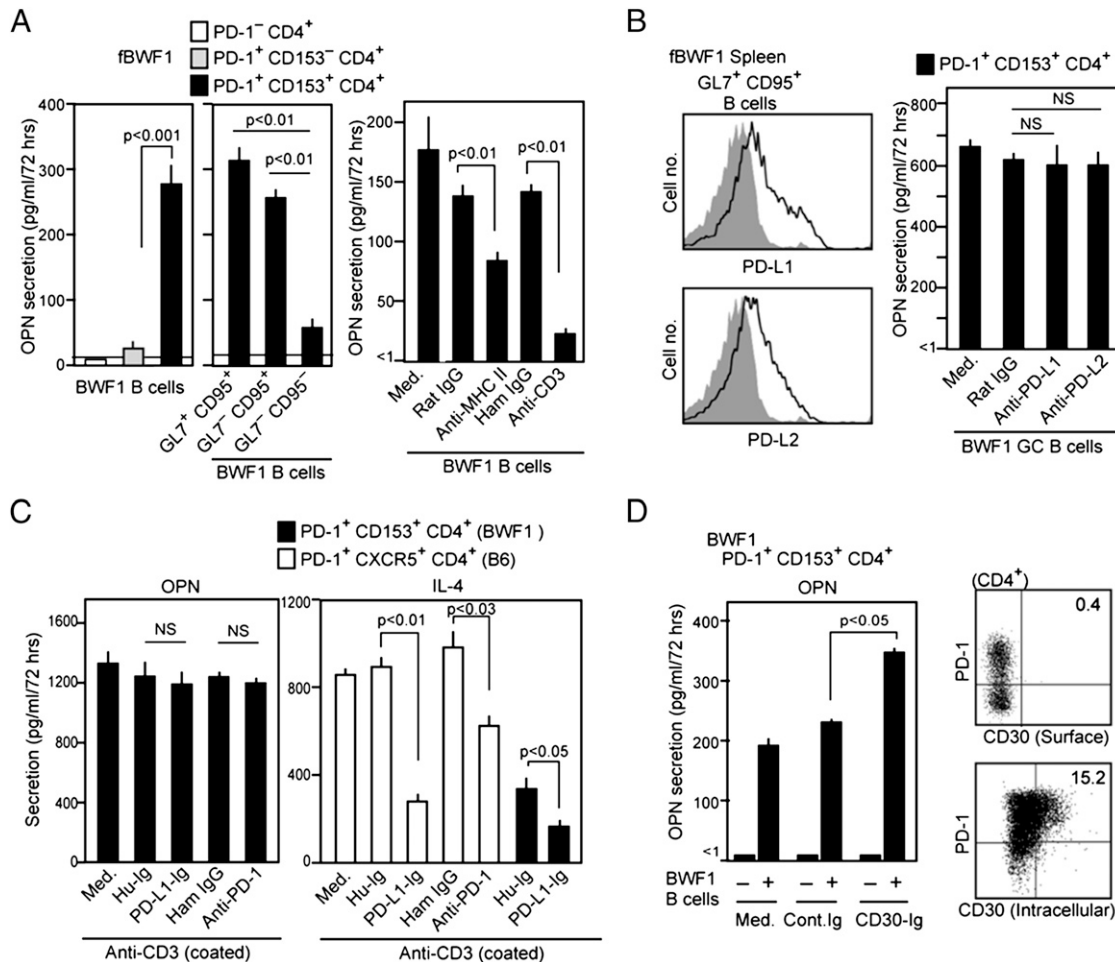 A
PD-1⁻ CD4⁺
fBWF1
PD-1⁺ CD153⁻ CD4⁺
PD-1⁺ CD153⁺ CD4⁺
OPN secretion (pg/ml/72 hrs)
400
300
200
100
0
p<0.001
p<0.01
p<0.01
BWF1 B cells
GL7⁺ CD95⁺
GL7⁻ CD95⁺
GL7⁻ CD95⁻
BWF1 B cells
OPN secretion (pg/ml/72 hrs)
200
150
100
50
<1
p<0.01
p<0.01
Med.
Rat IgG
Anti-MHC II
Ham IgG
Anti-CD3
BWF1 B cells
B
fBWF1 Spleen
GL7⁺ CD95⁺
B cells
Cell no.
PD-L1
Cell no.
PD-L2
PD-1⁺ CD153⁺ CD4⁺
OPN secretion (pg/ml/72 hrs)
800
600
400
200
<1
NS
NS
Med.
Rat IgG
Anti-PD-L1
Anti-PD-L2
BWF1 GC B cells
C
PD-1⁺ CD153⁺ CD4⁺ (BWF1 )
PD-1⁺ CXCR5⁺ CD4⁺ (B6)
OPN
Secretion (pg/ml/72 hrs)
1600
1200
800
400
0
NS
NS
Med.
Hu-Ig
PD-L1-Ig
Ham IgG
Anti-PD-1
Anti-CD3 (coated)
IL-4
1200
800
400
0
p<0.01
p<0.03
p<0.05
Med.
Hu-Ig
PD-L1-Ig
Ham IgG
Anti-PD-1
Hu-Ig
PD-L1-Ig
Anti-CD3 (coated)
D
BWF1
PD-1⁺ CD153⁺ CD4⁺
OPN
OPN secretion (pg/ml/72 hrs)
400
300
200
100
<1
p<0.05
BWF1
B cells
− + − + − +
Med. Cont.Ig CD30-Ig
(CD4⁺)
0.4
PD-1
CD30 (Surface)
15.2
PD-1
CD30 (Intracellular)